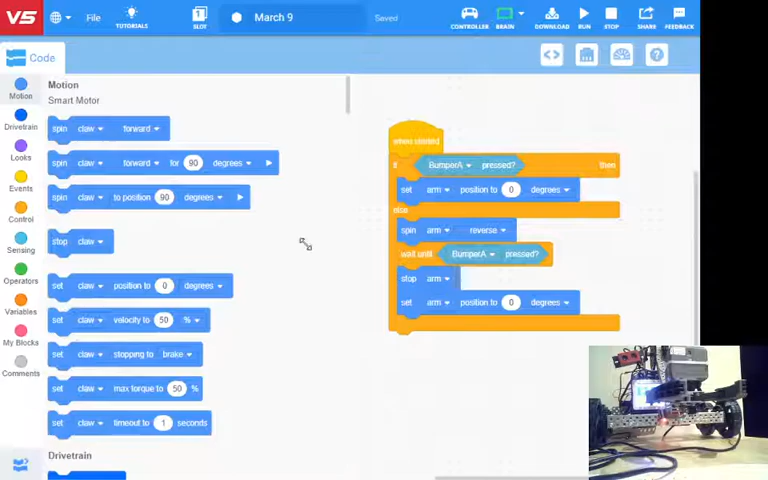 V5
File
TUTORIALS
1
SLOT
March 9
Saved
CONTROLLER
BRAIN
DOWNLOAD
RUN
STOP
SHARE
FEEDBACK
Code
Motion
Drivetrain
Looks
Events
Control
Sensing
Operators
Variables
My Blocks
Comments
Motion
Smart Motor
spin claw forward
spin claw forward for 90 degrees
spin claw to position 90 degrees
stop claw
set claw position to 0 degrees
set claw velocity to 50 %
set claw stopping to brake
set claw max torque to 50 %
set claw timeout to 1 seconds
Drivetrain
when started
if BumperA pressed? then
set arm position to 0 degrees
else
spin arm reverse
wait until BumperA pressed?
stop arm
set arm position to 0 degrees